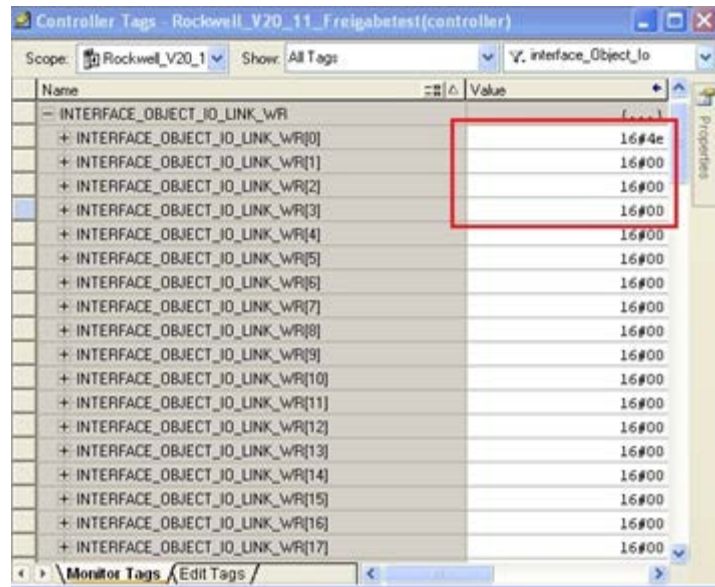 Controller Tags - Rockwell_V20_11_Freigabetest(controller)
Scope: Rockwell_V20_1 Show: All Tags interface_Object_Io
Name Value
- INTERFACE_OBJECT_IO_LINK_WR {...}
+ INTERFACE_OBJECT_IO_LINK_WR[0] 16#4e
+ INTERFACE_OBJECT_IO_LINK_WR[1] 16#00
+ INTERFACE_OBJECT_IO_LINK_WR[2] 16#00
+ INTERFACE_OBJECT_IO_LINK_WR[3] 16#00
+ INTERFACE_OBJECT_IO_LINK_WR[4] 16#00
+ INTERFACE_OBJECT_IO_LINK_WR[5] 16#00
+ INTERFACE_OBJECT_IO_LINK_WR[6] 16#00
+ INTERFACE_OBJECT_IO_LINK_WR[7] 16#00
+ INTERFACE_OBJECT_IO_LINK_WR[8] 16#00
+ INTERFACE_OBJECT_IO_LINK_WR[9] 16#00
+ INTERFACE_OBJECT_IO_LINK_WR[10] 16#00
+ INTERFACE_OBJECT_IO_LINK_WR[11] 16#00
+ INTERFACE_OBJECT_IO_LINK_WR[12] 16#00
+ INTERFACE_OBJECT_IO_LINK_WR[13] 16#00
+ INTERFACE_OBJECT_IO_LINK_WR[14] 16#00
+ INTERFACE_OBJECT_IO_LINK_WR[15] 16#00
+ INTERFACE_OBJECT_IO_LINK_WR[16] 16#00
+ INTERFACE_OBJECT_IO_LINK_WR[17] 16#00
Monitor Tags Edit Tags
Properties